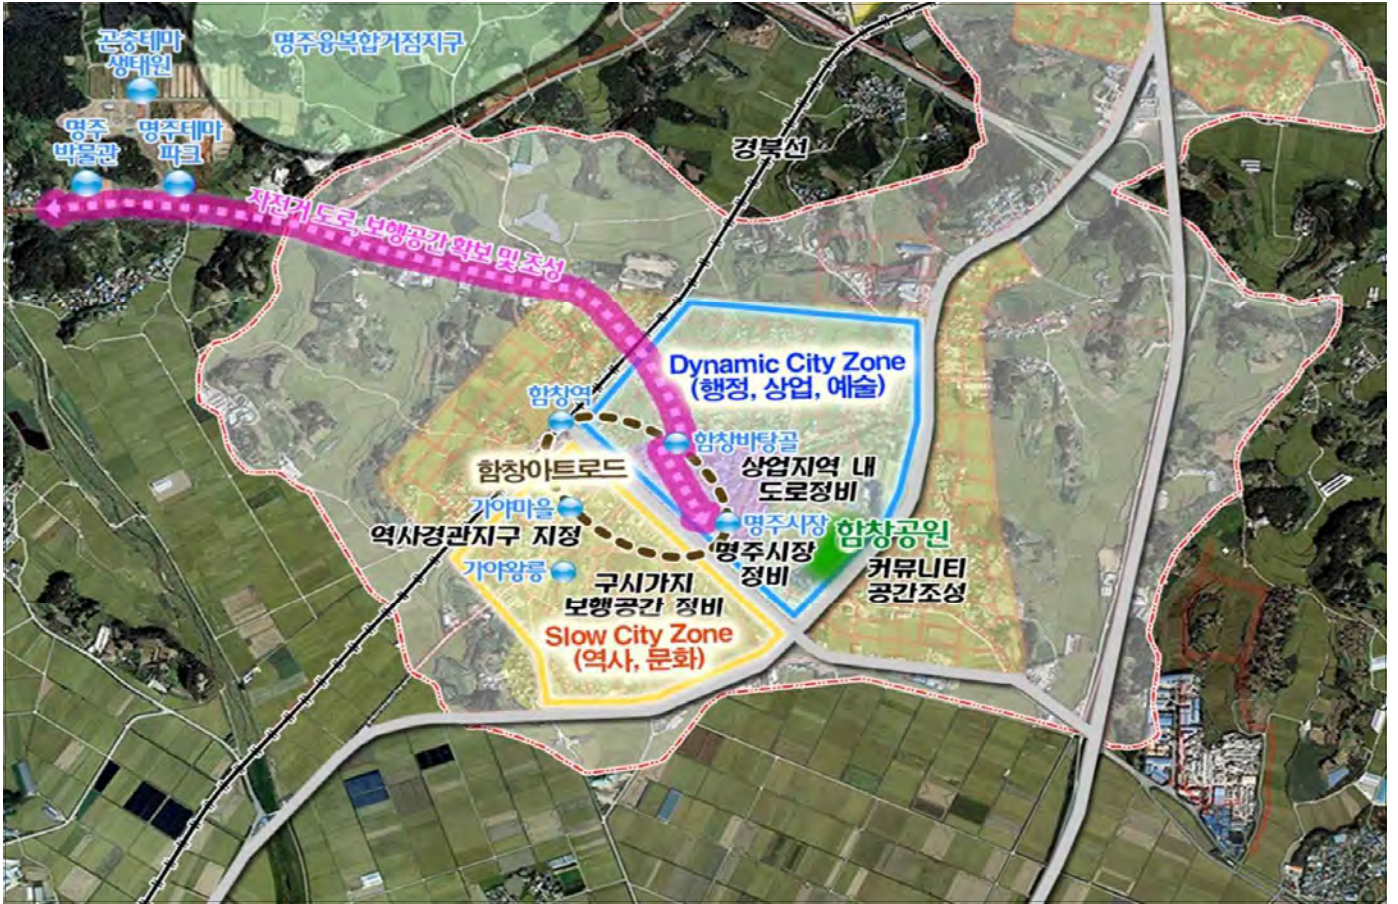 곤충테마
생태원
명주융복합거점지구
명주
박물관
명주테마
파크
경북선
자전거 도로, 보행공간 확보 및 조성
Dynamic City Zone
(행정, 상업, 예술)
함창역
함창바탕골
함창아트로드
상업지역 내
도로정비
가야마을
역사경관지구 지정
명주시장
함창공원
명주시장
정비
커뮤니티
공간조성
가야왕릉
구시가지
보행공간 정비
Slow City Zone
(역사, 문화)